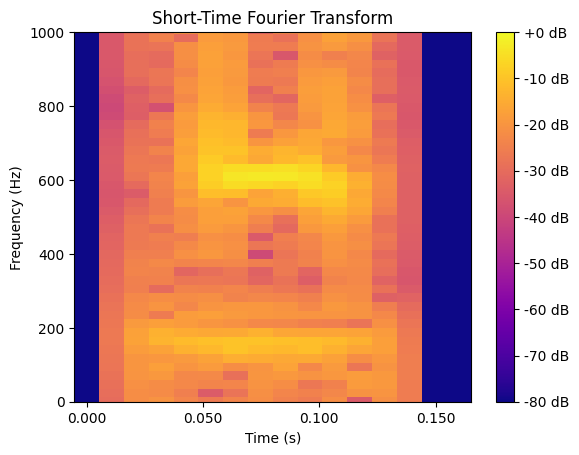 Short-Time Fourier Transform
1000
800
600
400
200
0
Frequency (Hz)
0.000
0.050
0.100
0.150
Time (s)
+0 dB
-10 dB
-20 dB
-30 dB
-40 dB
-50 dB
-60 dB
-70 dB
-80 dB